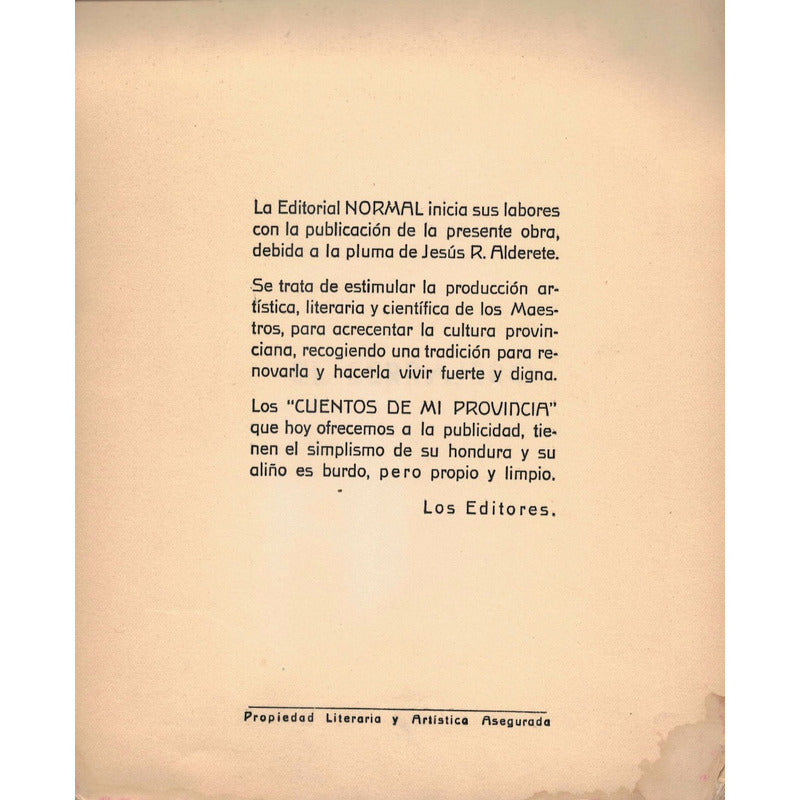 La Editorial NORMAL inicia sus labores
con la publicación de la presente obra,
debida a la pluma de Jesús R. Alderete.
Se trata de estimular la producción ar-
tística, literaria y científica de los Maes-
tros, para acrecentar la cultura provin-
ciana, recogiendo una tradición para re-
novarla y hacerla vivir fuerte y digna.
Los "CUENTOS DE MI PROVINCIA"
que hoy ofrecemos a la publicidad, tie-
nen el simplismo de su hondura y su
aliño es burdo, pero propio y limpio.
Los Editores.
Propiedad Literaria y Artística Asegurada